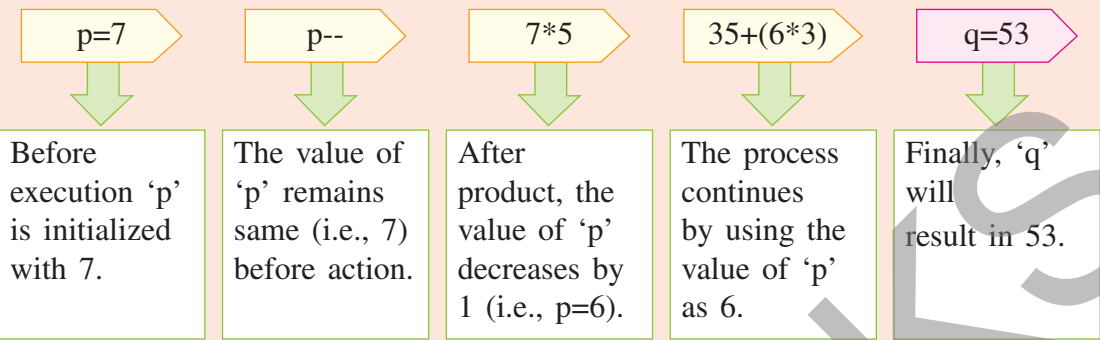 p=7
p--
7*5
35+(6*3)
q=53
Before
execution ‘p’
is initialized
with 7.
The value of
‘p’ remains
same (i.e., 7)
before action.
After
product, the
value of ‘p’
decreases by
1 (i.e., p=6).
The process
continues
by using the
value of ‘p’
as 6.
Finally, ‘q’
will
result in 53.